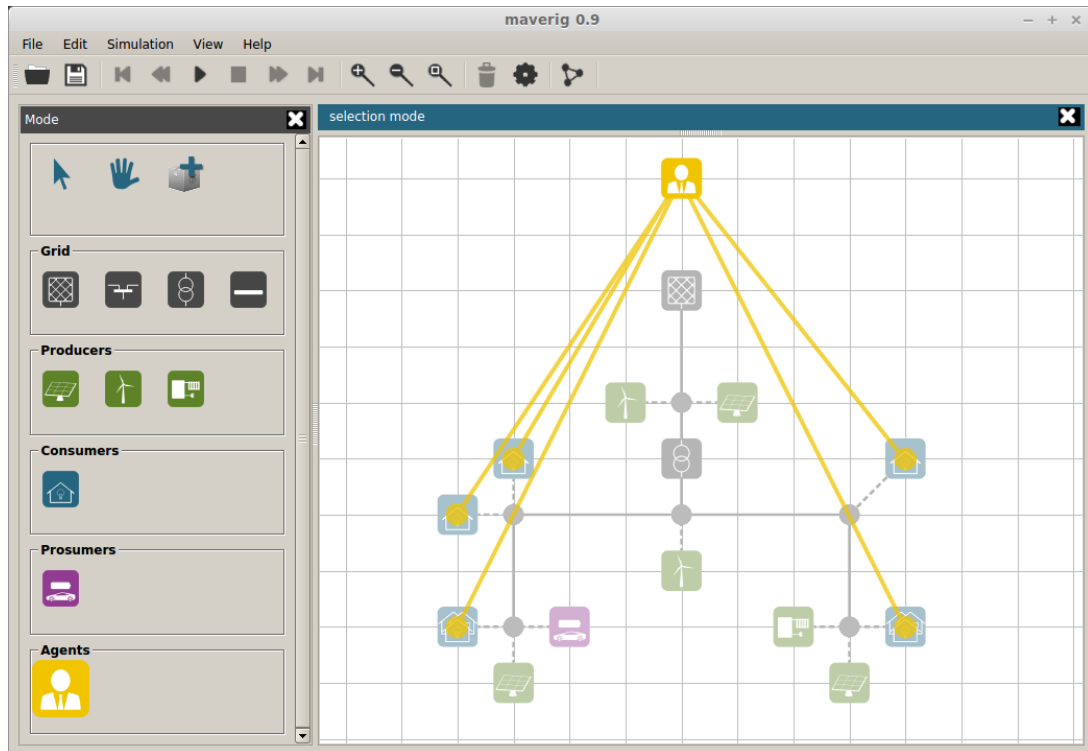 maverig 0.9
File Edit Simulation View Help
Mode
selection mode
Grid
Producers
Consumers
Prosumers
Agents